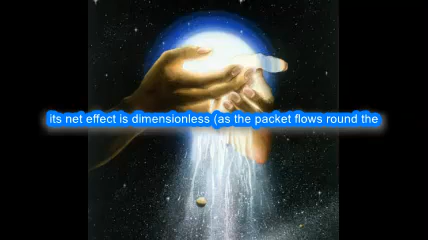 its net effect is dimensionless (as the packet flows round the